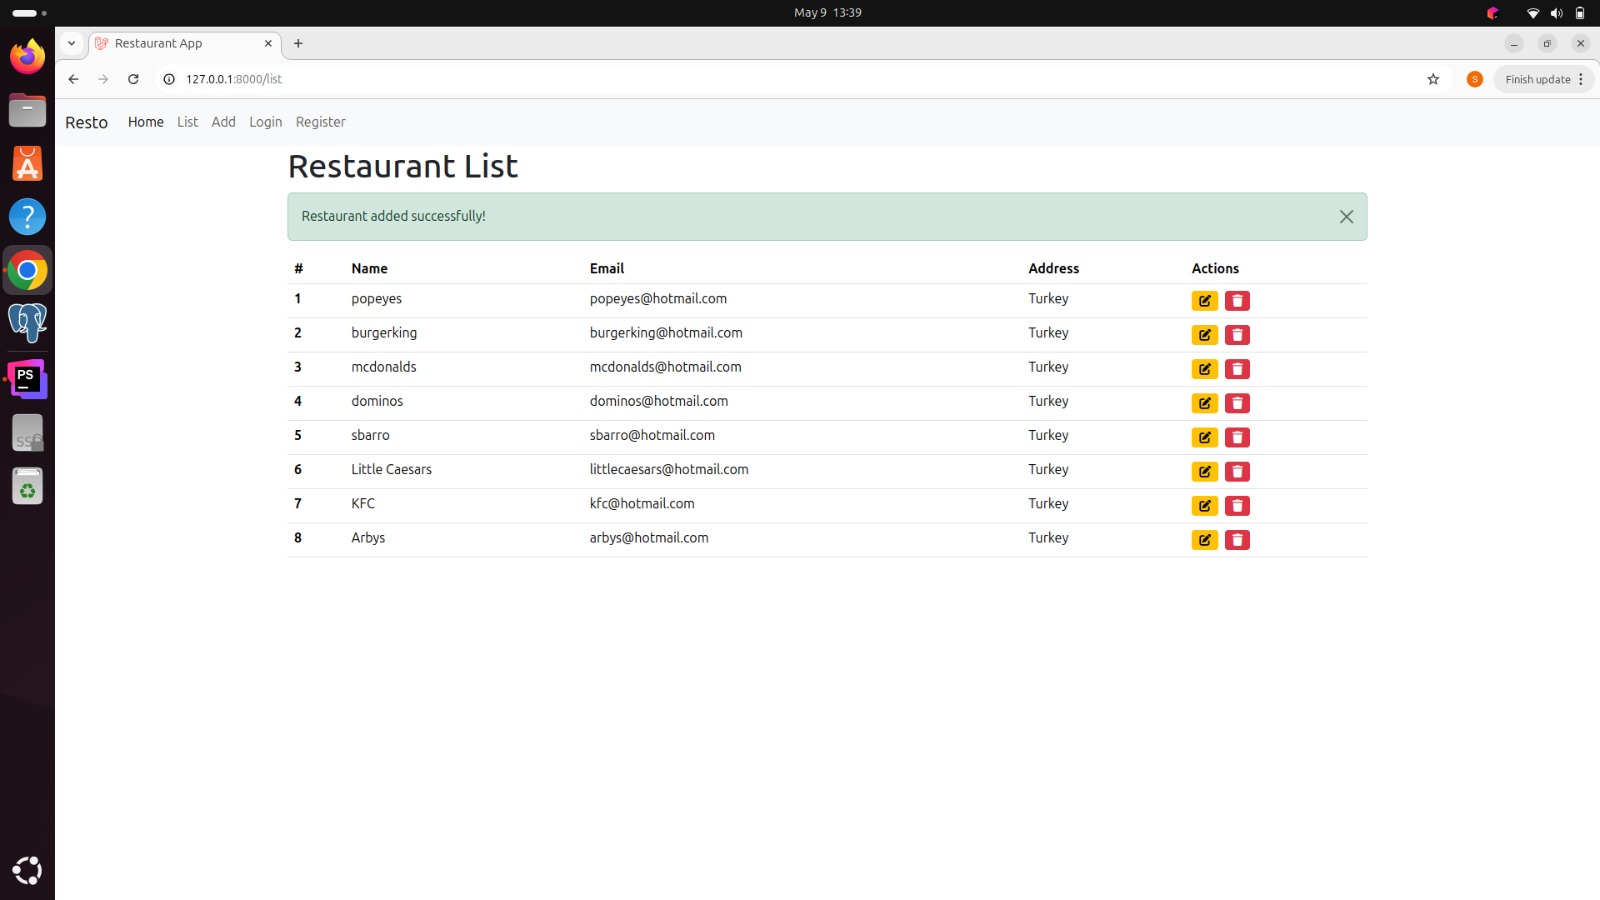 May 9 13:39
Restaurant App
127.0.0.1:8000/list
S
Finish update
Resto Home List Add Login Register
Restaurant List
Restaurant added successfully!
# Name Email Address Actions
1 popeyes popeyes@hotmail.com Turkey
2 burgerking burgerking@hotmail.com Turkey
3 mcdonalds mcdonalds@hotmail.com Turkey
4 dominos dominos@hotmail.com Turkey
5 sbarro sbarro@hotmail.com Turkey
6 Little Caesars littlecaesars@hotmail.com Turkey
7 KFC kfc@hotmail.com Turkey
8 Arbys arbys@hotmail.com Turkey
A
?
PS